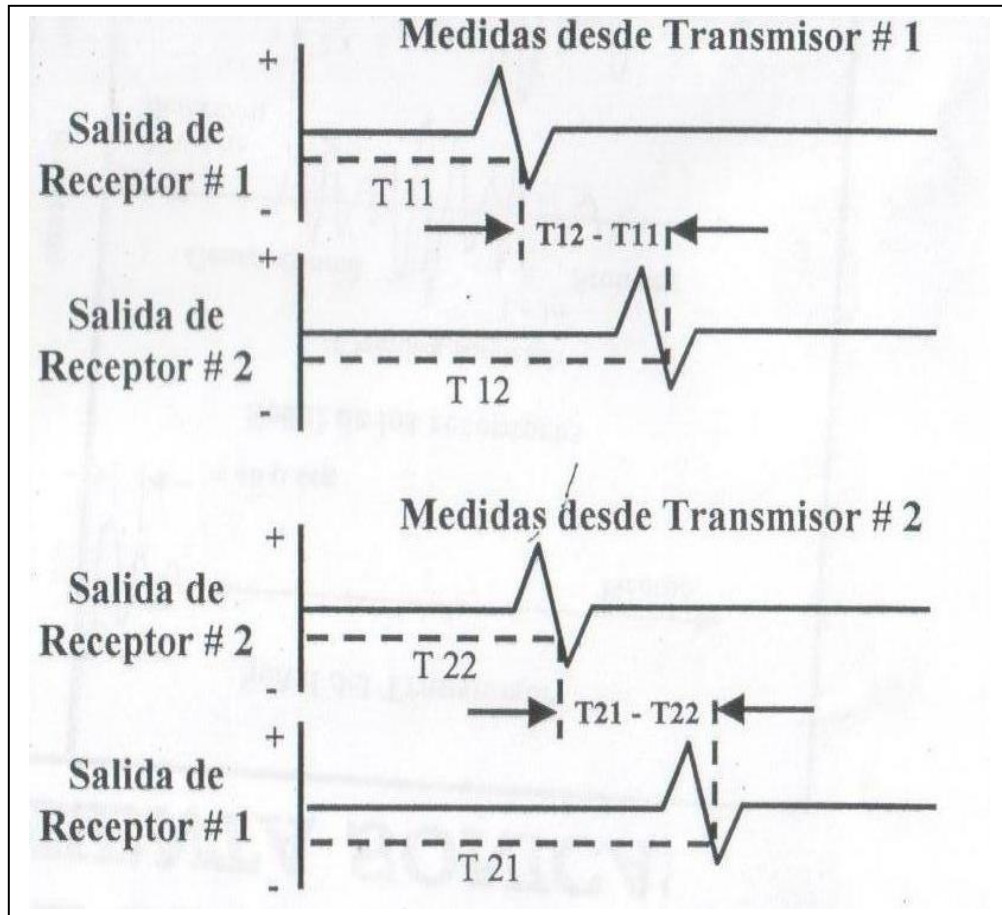 Medidas desde Transmisor # 1
+
Salida de
Receptor # 1
T 11
-
T12 - T11
+
Salida de
Receptor # 2
T 12
-
Medidas desde Transmisor # 2
+
Salida de
Receptor # 2
T 22
-
T21 - T22
+
Salida de
Receptor # 1
T 21
-